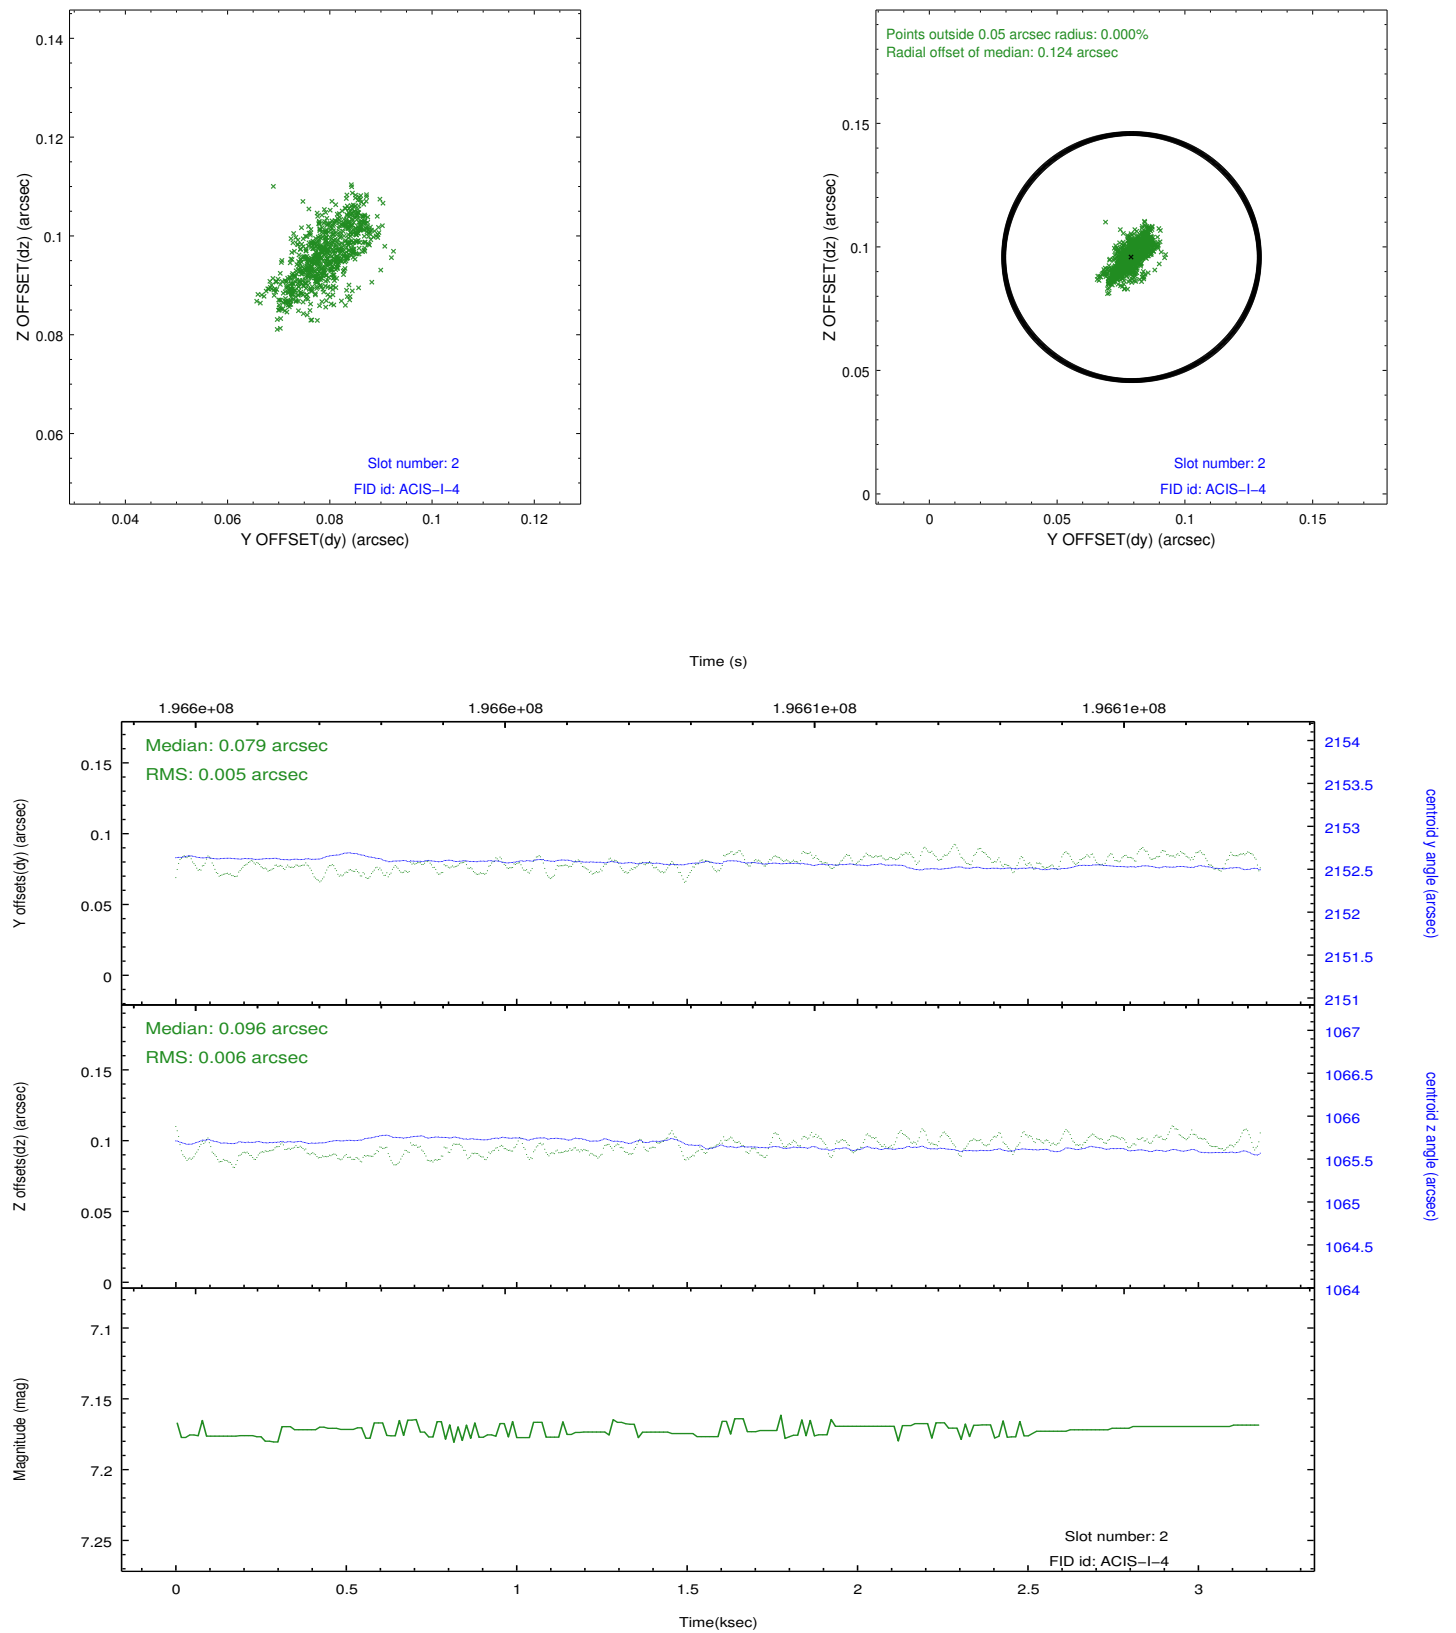 0.14
0.12
0.1
0.08
0.06
Z OFFSET(dz) (arcsec)
Slot number: 2
FID id: ACIS−I−4
0.04 0.06 0.08 0.1 0.12
Y OFFSET(dy) (arcsec)
Points outside 0.05 arcsec radius: 0.000%
Radial offset of median: 0.124 arcsec
0.15
0.1
0.05
0
Z OFFSET(dz) (arcsec)
Slot number: 2
FID id: ACIS−I−4
0 0.05 0.1 0.15
Y OFFSET(dy) (arcsec)
Time (s)
1.966e+08 1.966e+08 1.9661e+08 1.9661e+08
Median: 0.079 arcsec
RMS: 0.005 arcsec
0.15
0.1
0.05
0
Y offsets(dy) (arcsec)
2154
2153.5
2153
2152.5
2152
2151.5
2151
centroid y angle (arcsec)
Median: 0.096 arcsec
RMS: 0.006 arcsec
0.15
0.1
0.05
0
Z offsets(dz) (arcsec)
1067
1066.5
1066
1065.5
1065
1064.5
1064
centroid z angle (arcsec)
7.1
7.15
7.2
7.25
Magnitude (mag)
Slot number: 2
FID id: ACIS−I−4
0 0.5 1 1.5 2 2.5 3
Time(ksec)